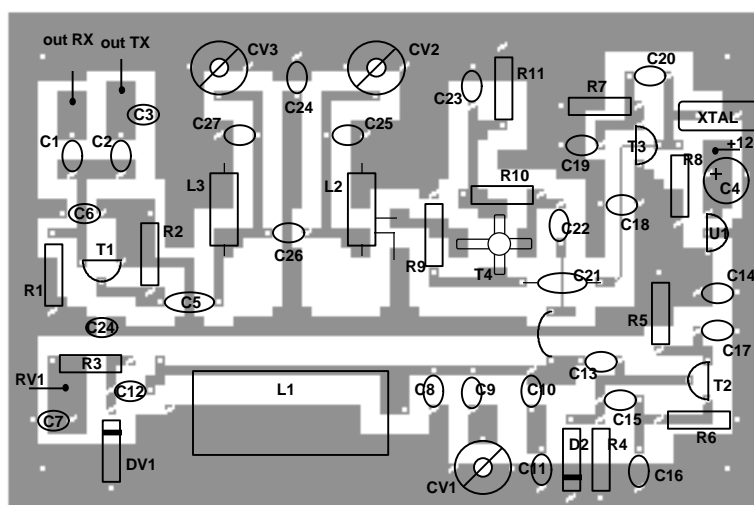 out RX
out TX
CV3
CV2
C20
R11
C24
C23
R7
C3
XTAL
C1
C2
C27
C25
T3
+12
C19
R8
C4
L3
L2
R10
C6
R2
C18
C22
U1
T1
C26
R9
T4
C21
C14
R1
C5
R5
C24
C17
R3
C13
RV1
L1
C12
C8
C9
C10
T2
C15
C7
R6
D2
R4
DV1
C11
C16
CV1